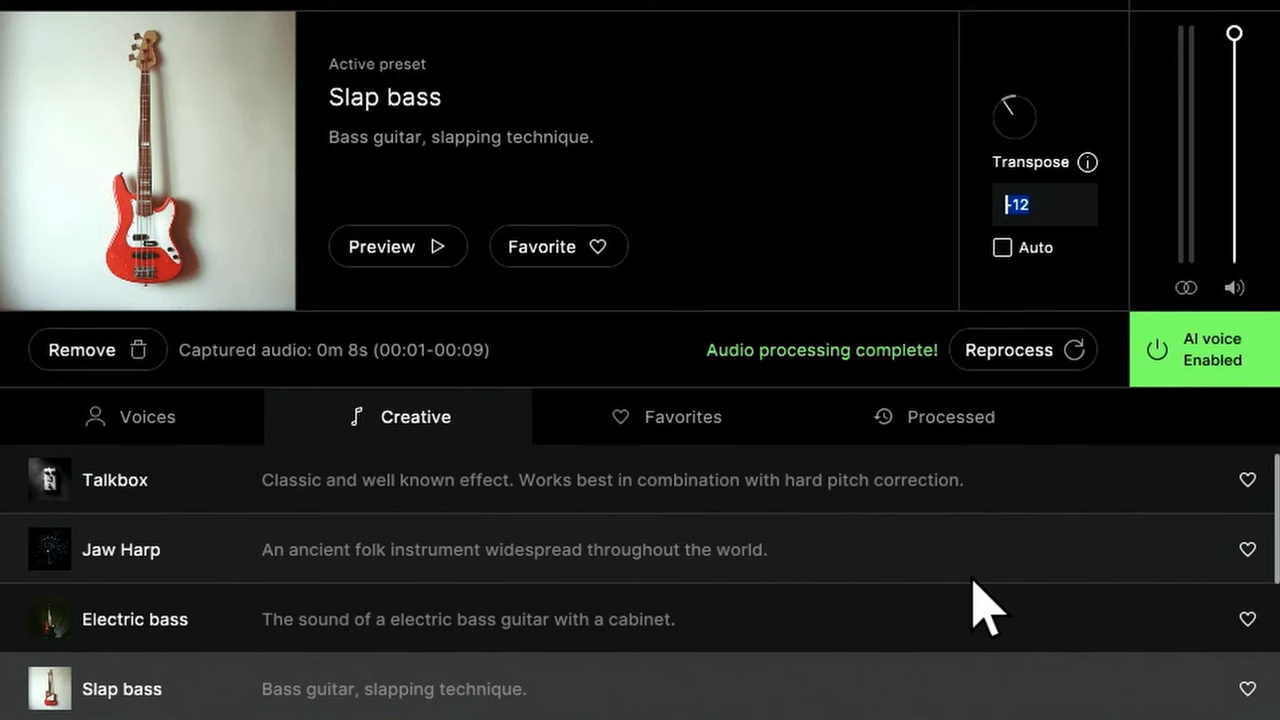 Active preset
Slap bass
Bass guitar, slapping technique.
Preview
Favorite
Transpose
-12
Auto
Remove
Captured audio: 0m 8s (00:01-00:09)
Audio processing complete!
Reprocess
AI voice
Enabled
Voices
Creative
Favorites
Processed
Talkbox
Classic and well known effect. Works best in combination with hard pitch correction.
Jaw Harp
An ancient folk instrument widespread throughout the world.
Electric bass
The sound of a electric bass guitar with a cabinet.
Slap bass
Bass guitar, slapping technique.